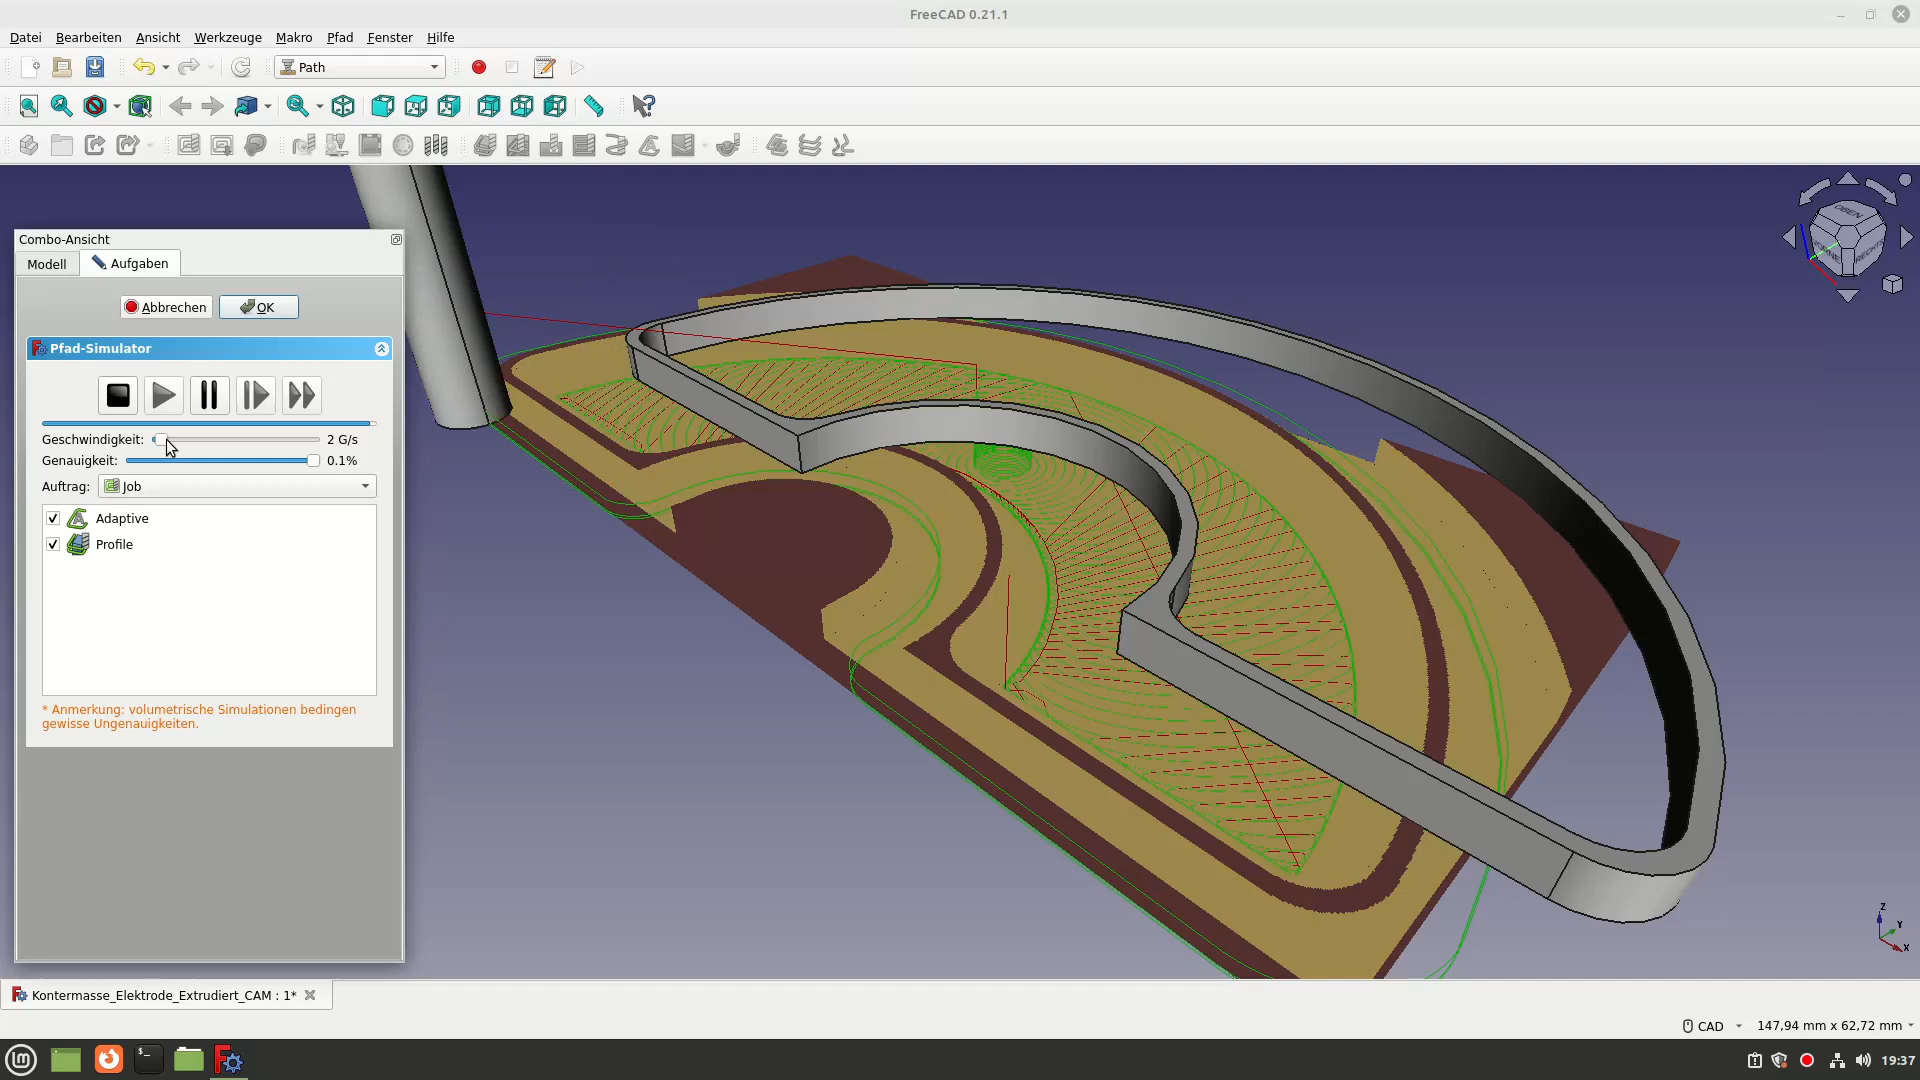 FreeCAD 0.21.1
Datei Bearbeiten Ansicht Werkzeuge Makro Pfad Fenster Hilfe
Path
OBEN
RECHTS
Combo-Ansicht
Modell Aufgaben
Abbrechen OK
Pfad-Simulator
Geschwindigkeit: 2 G/s
Genauigkeit: 0.1%
Auftrag: Job
Adaptive
Profile
* Anmerkung: volumetrische Simulationen bedingen
gewisse Ungenauigkeiten.
Z
Y
X
Kontermasse_Elektrode_Extrudiert_CAM : 1*
CAD 147,94 mm x 62,72 mm
19:37